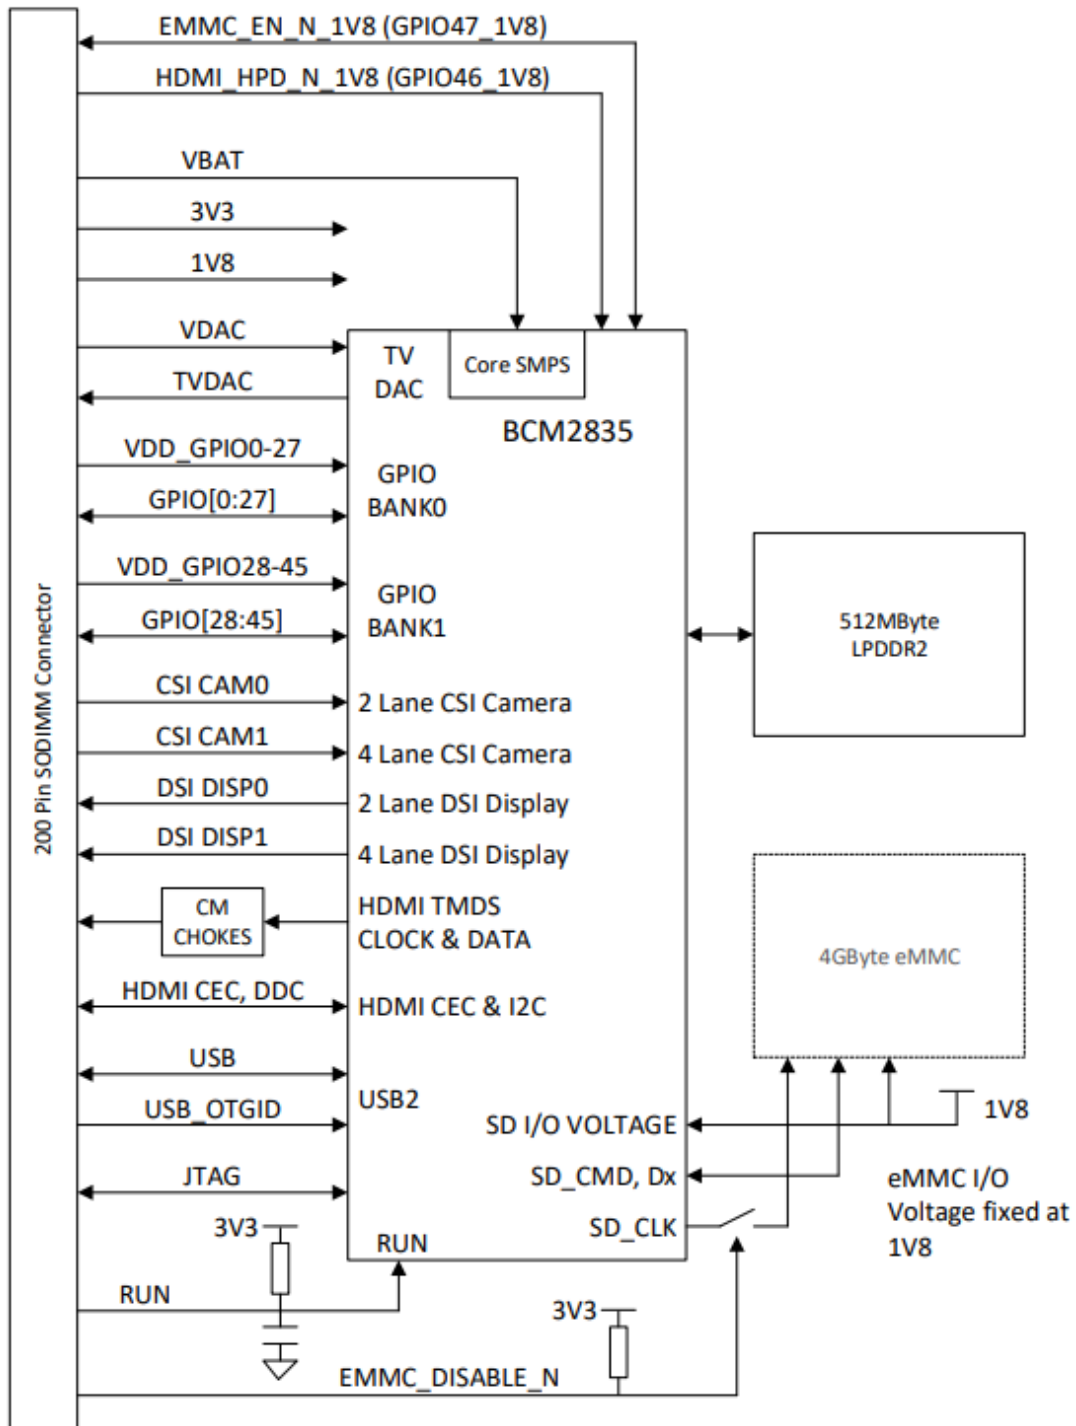 EMMC_EN_N_1V8 (GPIO47_1V8)
HDMI_HPD_N_1V8 (GPIO46_1V8)
VBAT
3V3
1V8
VDAC
TVDAC
VDD_GPIO0-27
GPIO[0:27]
VDD_GPIO28-45
GPIO[28:45]
CSI CAM0
CSI CAM1
DSI DISP0
DSI DISP1
CM
CHOKES
HDMI CEC, DDC
USB
USB_OTGID
JTAG
3V3
RUN
EMMC_DISABLE_N
3V3
200 Pin SODIMM Connector
TV
DAC
Core SMPS
BCM2835
GPIO
BANK0
GPIO
BANK1
2 Lane CSI Camera
4 Lane CSI Camera
2 Lane DSI Display
4 Lane DSI Display
HDMI TMDS
CLOCK & DATA
HDMI CEC & I2C
USB2
SD I/O VOLTAGE
SD_CMD, Dx
SD_CLK
RUN
512MByte
LPDDR2
4GByte eMMC
1V8
eMMC I/O
Voltage fixed at
1V8